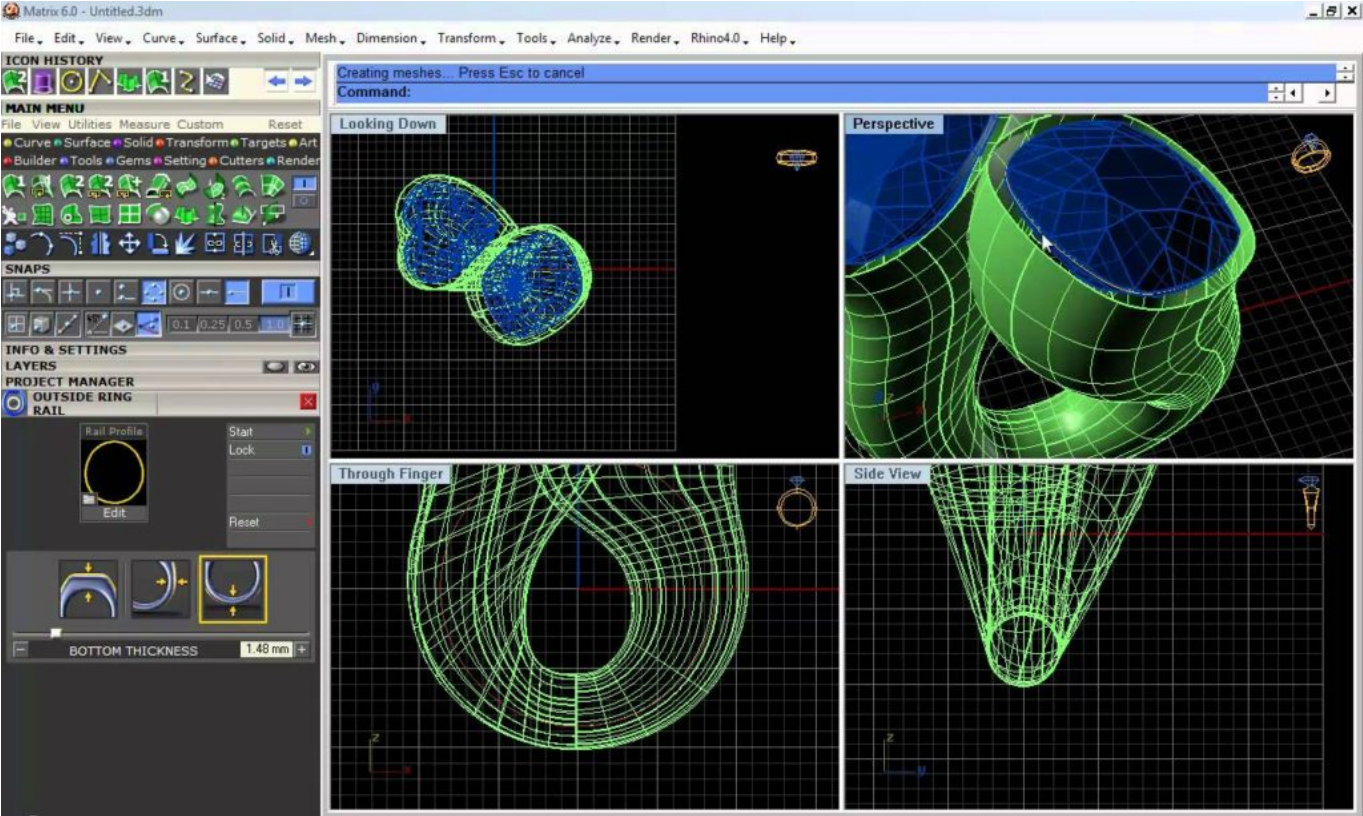 Matrix 6.0 - Untitled.3dm
File Edit View Curve Surface Solid Mesh Dimension Transform Tools Analyze Render Rhino4.0 Help
ICON HISTORY
Creating meshes... Press Esc to cancel
Command:
MAIN MENU
File View Utilities Measure Custom Reset
Curve Surface Solid Transform Targets Art
Builder Tools Gems Setting Cutters Render
SNAPS
0.1 0.25 0.5 1.0
INFO & SETTINGS
LAYERS
PROJECT MANAGER
OUTSIDE RING
RAIL
Rail Profile
Edit
Start
Lock
Reset
BOTTOM THICKNESS 1.48 mm
Looking Down
y
x
Perspective
z
Through Finger
z
x
Side View
z
y